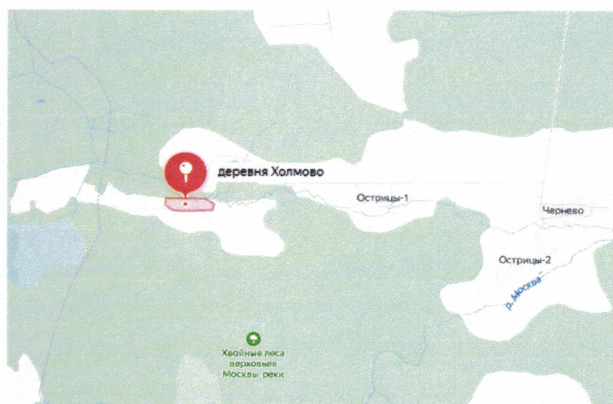 деревня Холмово
Острицы-1
Чернево
Острицы-2
р. Москва
Хвойные леса
верховьев
Москвы реки